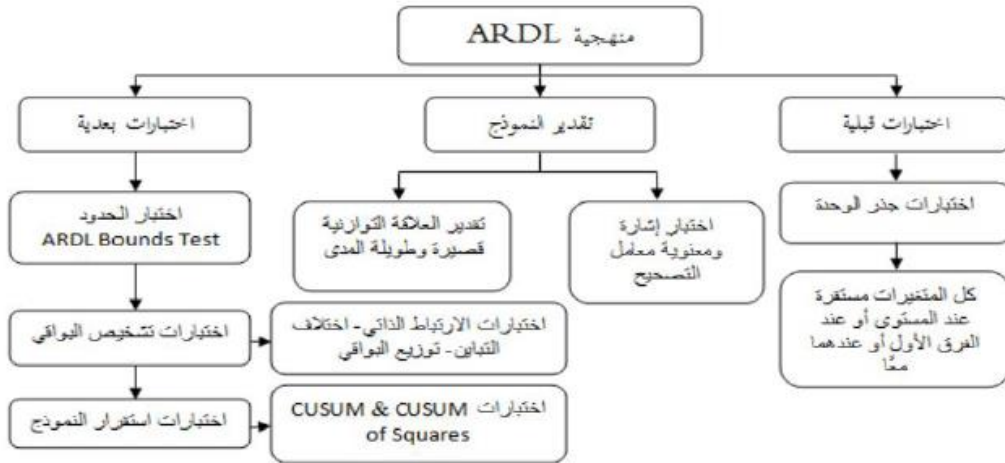 منهجية ARDL
اختبارات قبلية
تقدير النموذج
اختبارات بعدية
اختبارات جذر الوحدة
كل المتغيرات مستقرة
عند المستوى أو عند
الفرق الأول أو عندهما
معًا
اختبار إشارة
ومعنوية معامل
التصحيح
تقدير العلاقة التوازنية
قصيرة وطويلة المدى
اختبار الحدود
ARDL Bounds Test
اختبارات تشخيص البواقي
اختبارات الارتباط الذاتي- اختلاف
التباين- توزيع البواقي
اختبارات استقرار النموذج
اختبارات CUSUM & CUSUM
of Squares